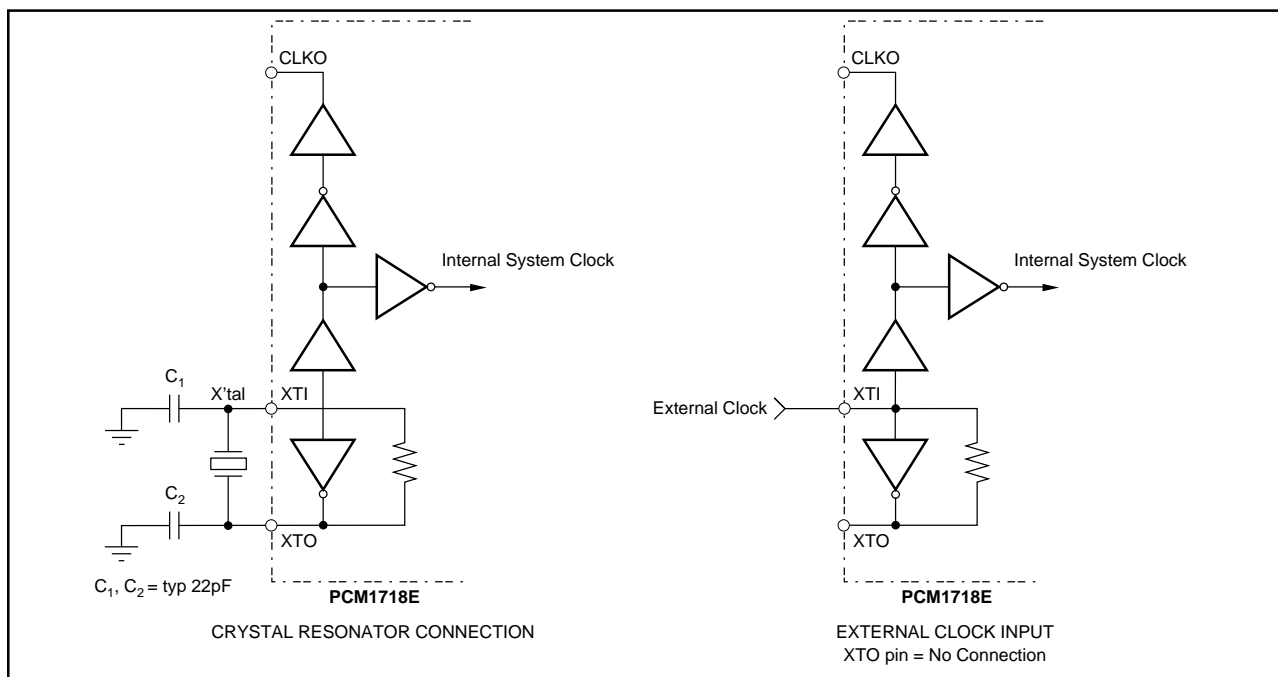 CLKO
Internal System Clock
C1
X'tal
XTI
C2
XTO
C1, C2 = typ 22pF
PCM1718E
CRYSTAL RESONATOR CONNECTION
CLKO
Internal System Clock
External Clock
XTI
XTO
PCM1718E
EXTERNAL CLOCK INPUT
XTO pin = No Connection